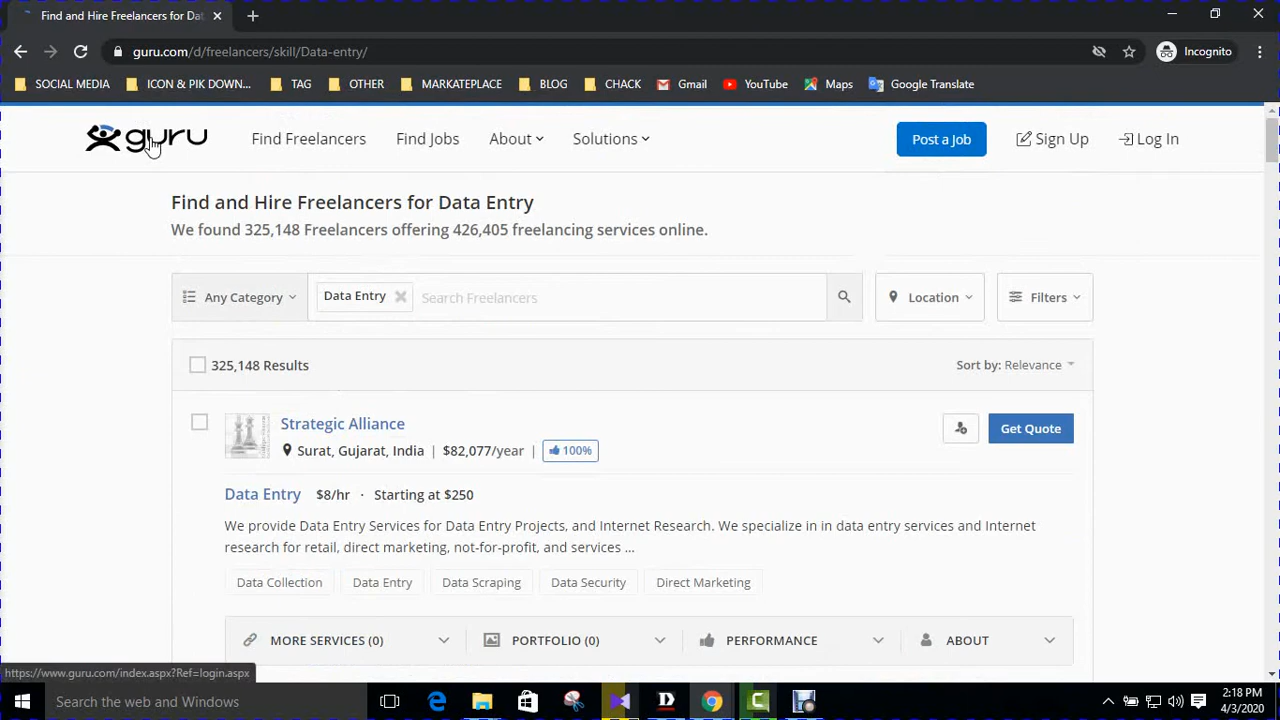 Find and Hire Freelancers for Dat
guru.com/d/freelancers/skill/Data-entry/
Incognito
SOCIAL MEDIA
ICON & PIK DOWN...
TAG
OTHER
MARKATEPLACE
BLOG
CHACK
Gmail
YouTube
Maps
Google Translate
guru
Find Freelancers
Find Jobs
About
Solutions
Post a Job
Sign Up
Log In
Find and Hire Freelancers for Data Entry
We found 325,148 Freelancers offering 426,405 freelancing services online.
Any Category
Data Entry
Search Freelancers
Location
Filters
325,148 Results
Sort by: Relevance
Strategic Alliance
Get Quote
Surat, Gujarat, India | $82,077/year | 100%
Data Entry $8/hr · Starting at $250
We provide Data Entry Services for Data Entry Projects, and Internet Research. We specialize in in data entry services and Internet
research for retail, direct marketing, not-for-profit, and services ...
Data Collection
Data Entry
Data Scraping
Data Security
Direct Marketing
MORE SERVICES (0)
PORTFOLIO (0)
PERFORMANCE
ABOUT
https://www.guru.com/index.aspx?Ref=login.aspx
Search the web and Windows
2:18 PM
4/3/2020